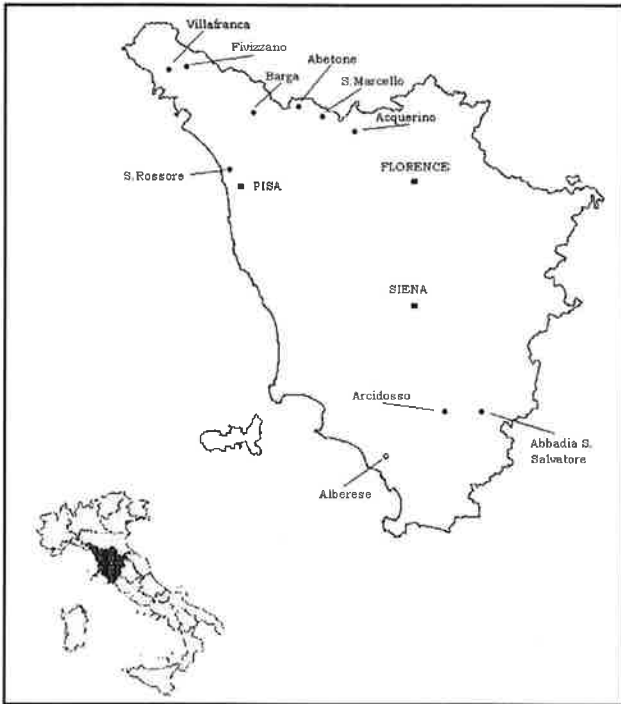 Villafranca
Fivizzano
Abetone
Barga
S. Marcello
Acquerino
S. Rossore
PISA
FLORENCE
SIENA
Arcidosso
Abbadia S.
Salvatore
Alberese